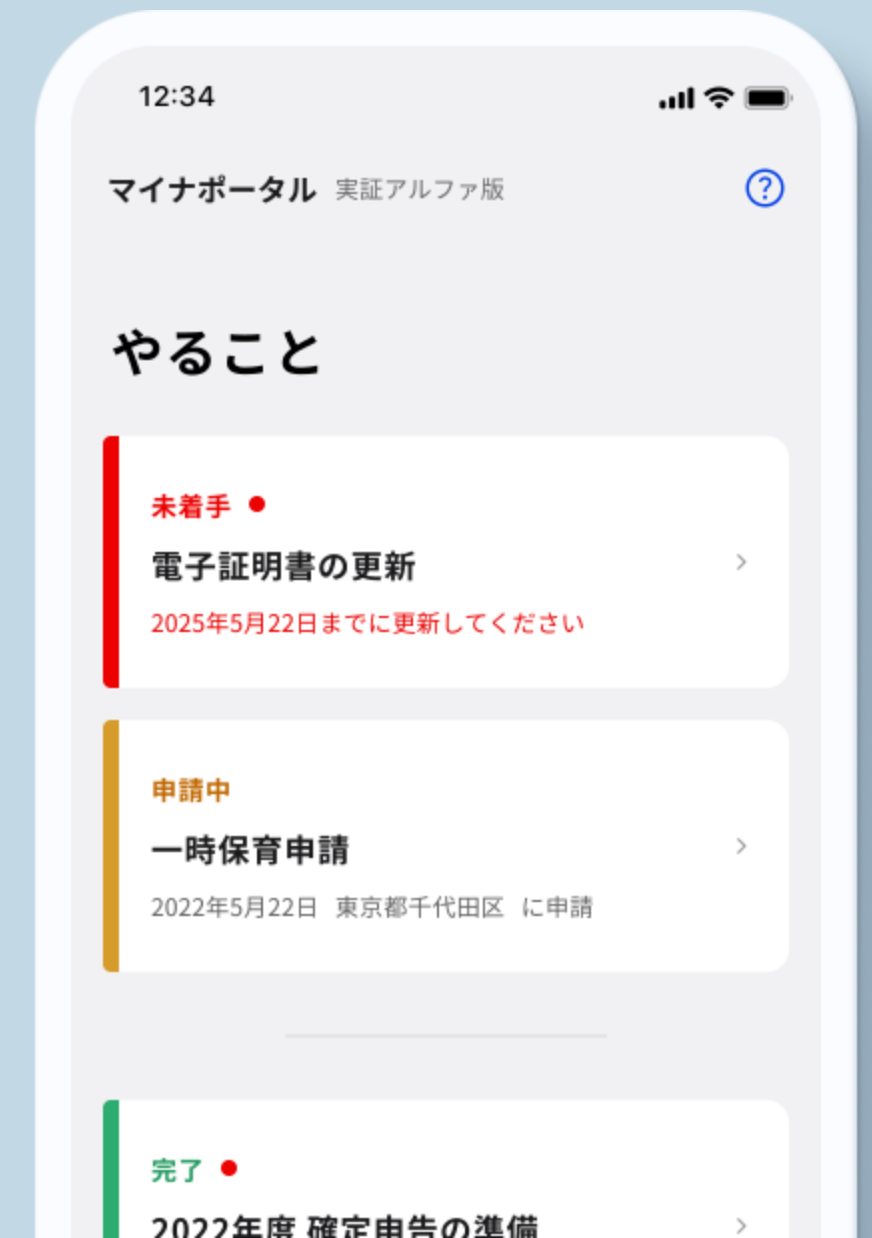 12:34
マイナポータル 実証アルファ版
やること
未着手
電子証明書の更新
2025年5月22日までに更新してください
申請中
一時保育申請
2022年5月22日 東京都千代田区 に申請
完了
2022年度 確定申告の準備